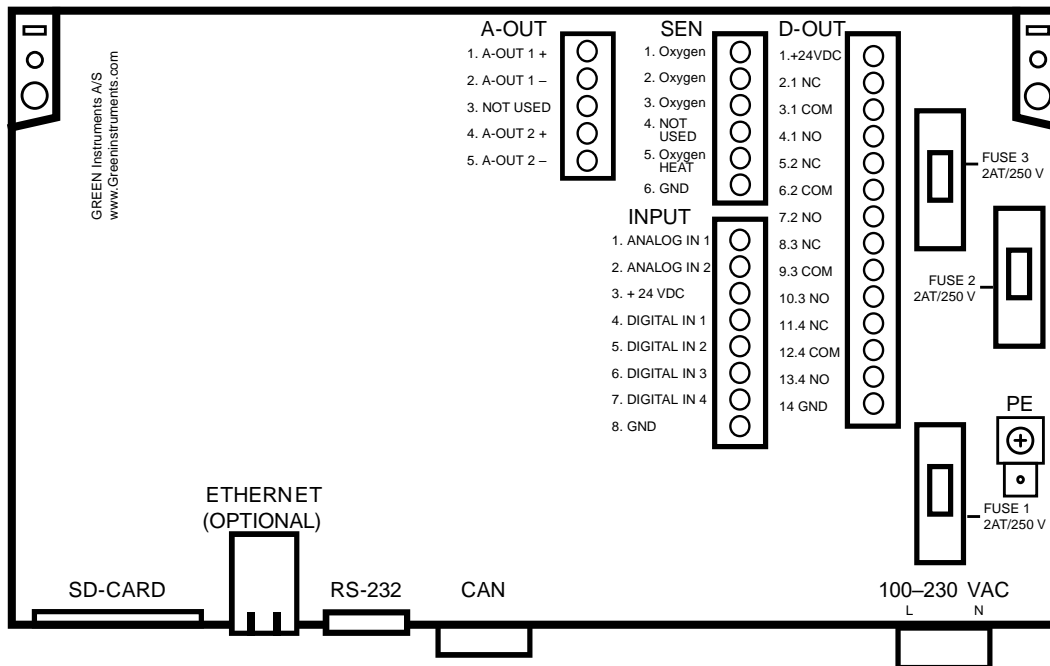 A-OUT
1. A-OUT 1 +
2. A-OUT 1 –
3. NOT USED
4. A-OUT 2 +
5. A-OUT 2 –
SEN
1. Oxygen
2. Oxygen
3. Oxygen
4. NOT
USED
5. Oxygen
HEAT
6. GND
D-OUT
1.+24VDC
2.1 NC
3.1 COM
4.1 NO
5.2 NC
6.2 COM
7.2 NO
8.3 NC
9.3 COM
10.3 NO
11.4 NC
12.4 COM
13.4 NO
14 GND
INPUT
1. ANALOG IN 1
2. ANALOG IN 2
3. + 24 VDC
4. DIGITAL IN 1
5. DIGITAL IN 2
6. DIGITAL IN 3
7. DIGITAL IN 4
8. GND
GREEN Instruments A/S
www.Greeninstruments.com
FUSE 3
2AT/250 V
FUSE 2
2AT/250 V
PE
FUSE 1
2AT/250 V
ETHERNET
(OPTIONAL)
SD-CARD
RS-232
CAN
100–230 VAC
L N